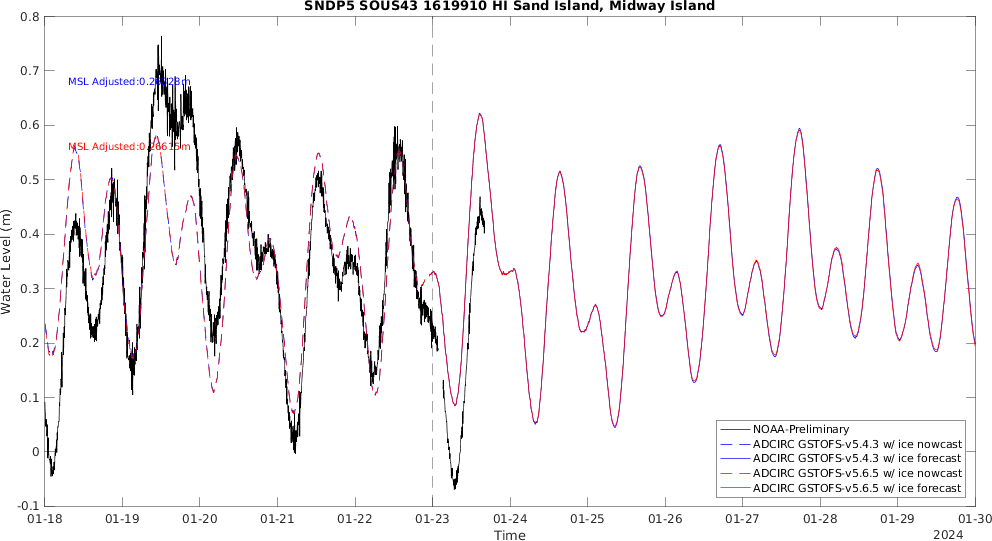 SNDP5 SOUS43 1619910 HI Sand Island, Midway Island
0.8
0.7
0.6
0.5
0.4
0.3
0.2
0.1
0
-0.1
Water Level (m)
MSL Adjusted:
MSL Adjusted:
NOAA-Preliminary
ADCIRC GSTOFS-v5.4.3 w/ ice nowcast
ADCIRC GSTOFS-v5.4.3 w/ ice forecast
ADCIRC GSTOFS-v5.6.5 w/ ice nowcast
ADCIRC GSTOFS-v5.6.5 w/ ice forecast
01-18 01-19 01-20 01-21 01-22 01-23 01-24 01-25 01-26 01-27 01-28 01-29 01-30
Time
2024